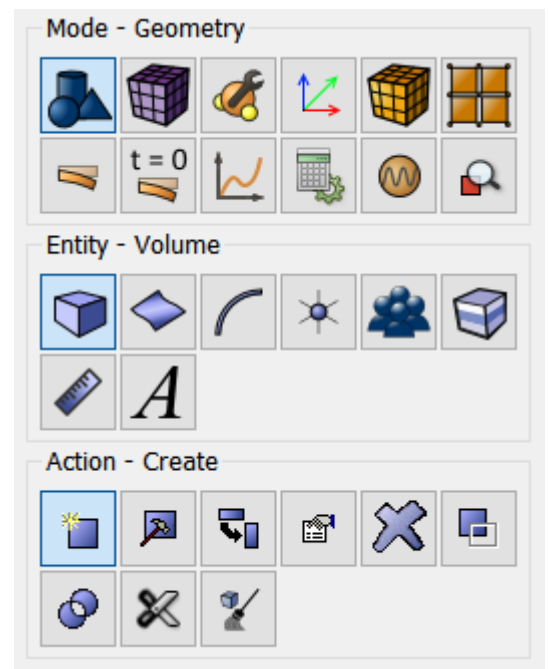 Mode - Geometry
t = 0
Entity - Volume
A
Action - Create